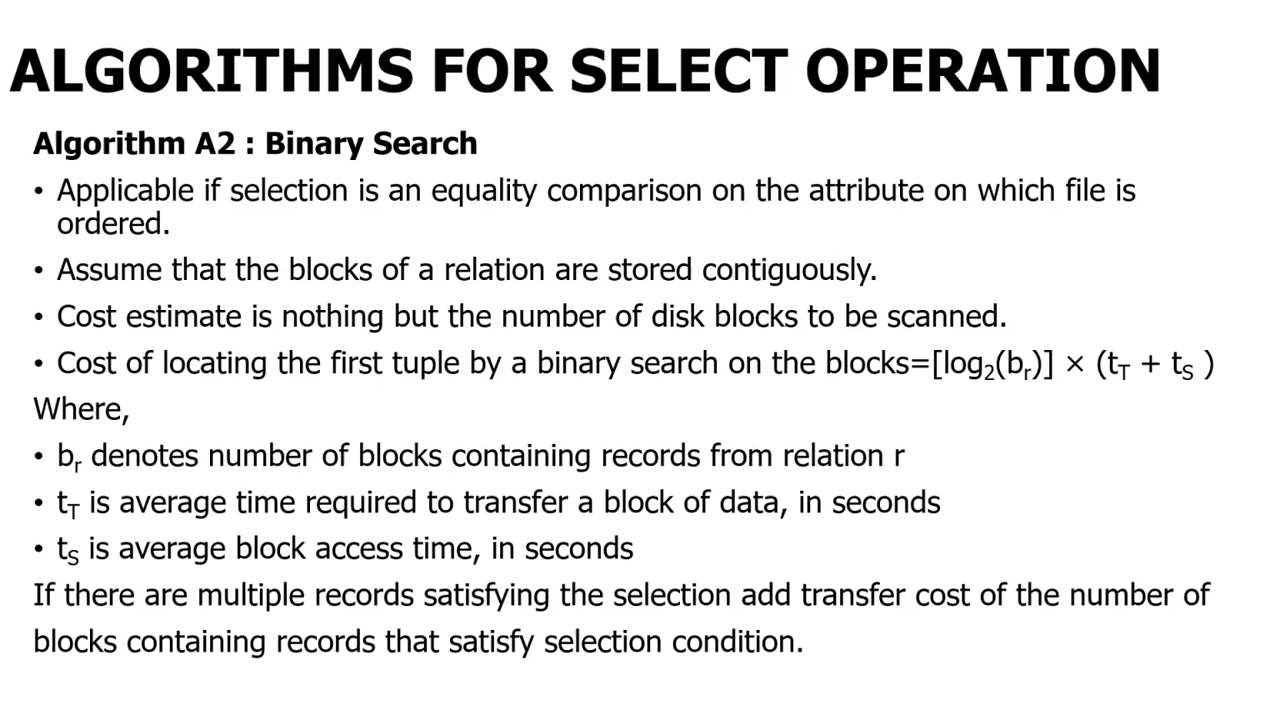 ALGORITHMS FOR SELECT OPERATION
Algorithm A2 : Binary Search
• Applicable if selection is an equality comparison on the attribute on which file is
ordered.
• Assume that the blocks of a relation are stored contiguously.
• Cost estimate is nothing but the number of disk blocks to be scanned.
• Cost of locating the first tuple by a binary search on the blocks=[log₂(bᵣ)] × (t_T + t_S )
Where,
• bᵣ denotes number of blocks containing records from relation r
• t_T is average time required to transfer a block of data, in seconds
• t_S is average block access time, in seconds
If there are multiple records satisfying the selection add transfer cost of the number of
blocks containing records that satisfy selection condition.